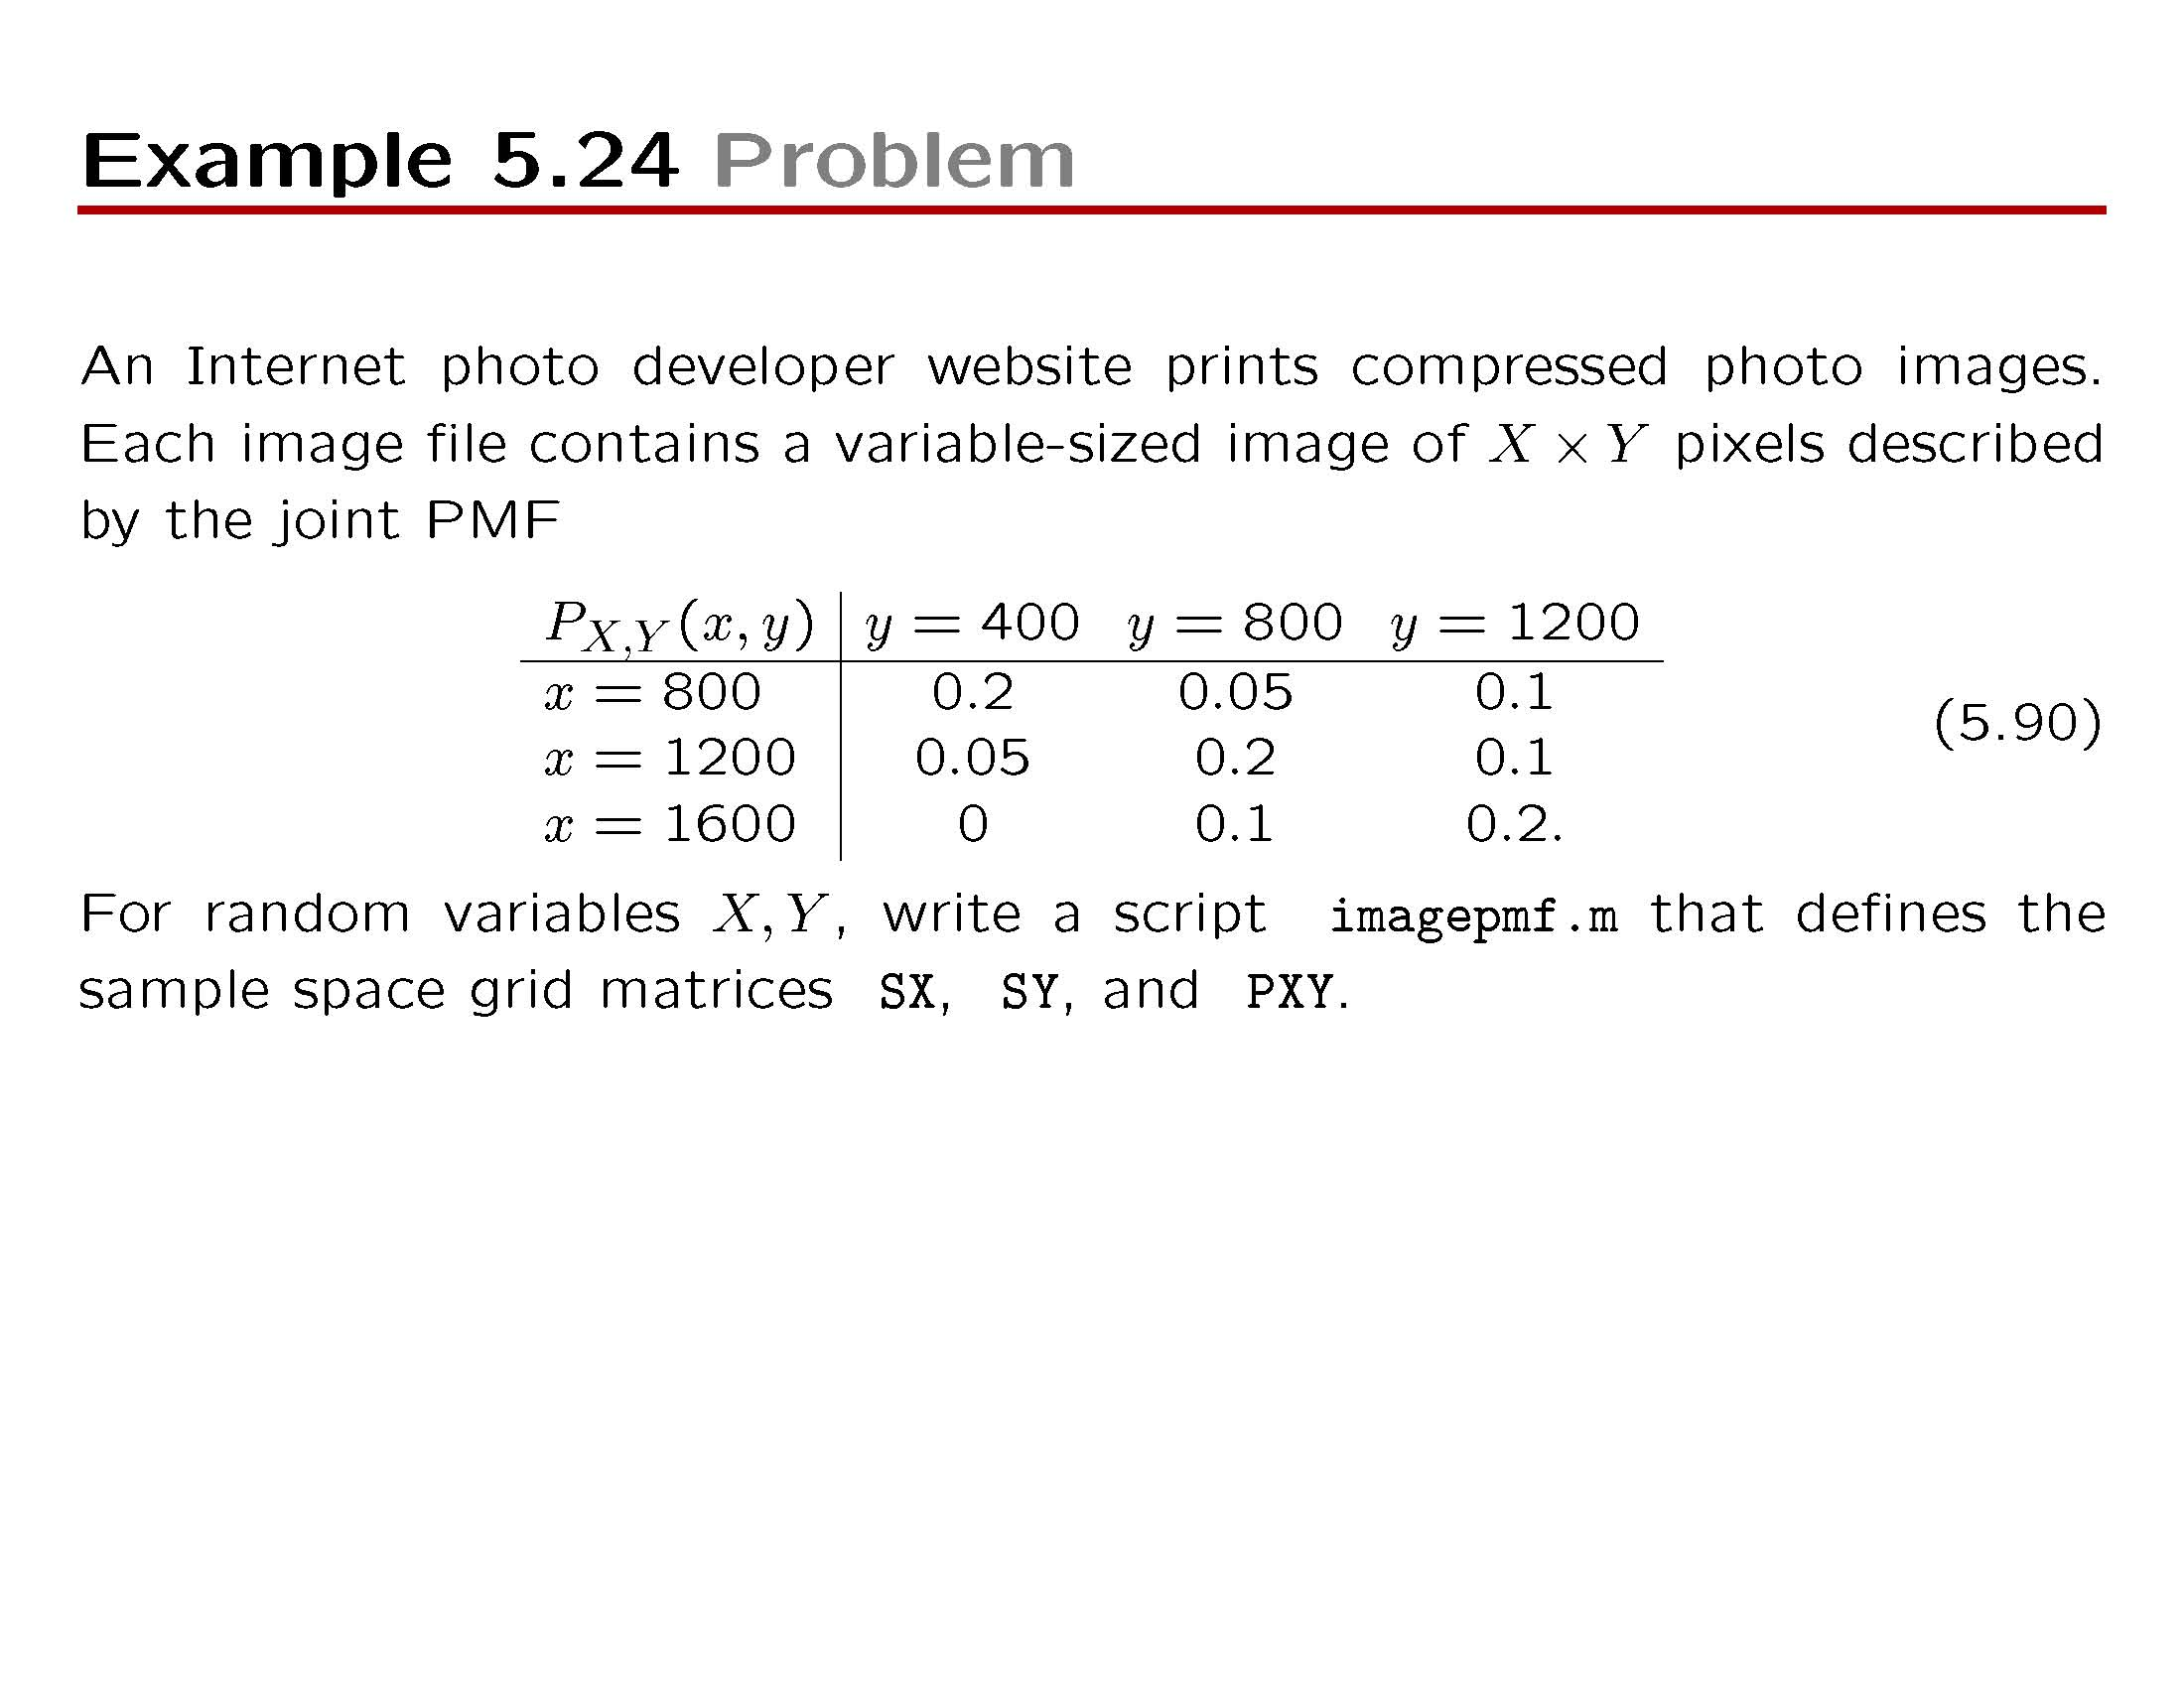 Example 5.24 Problem
An Internet photo developer website prints compressed photo images.
Each image file contains a variable-sized image of X × Y pixels described
by the joint PMF
P_{X,Y}(x, y) y = 400 y = 800 y = 1200
x = 800 0.2 0.05 0.1
x = 1200 0.05 0.2 0.1
x = 1600 0 0.1 0.2.
(5.90)
For random variables X, Y, write a script imagepmf.m that defines the
sample space grid matrices SX, SY, and PXY.